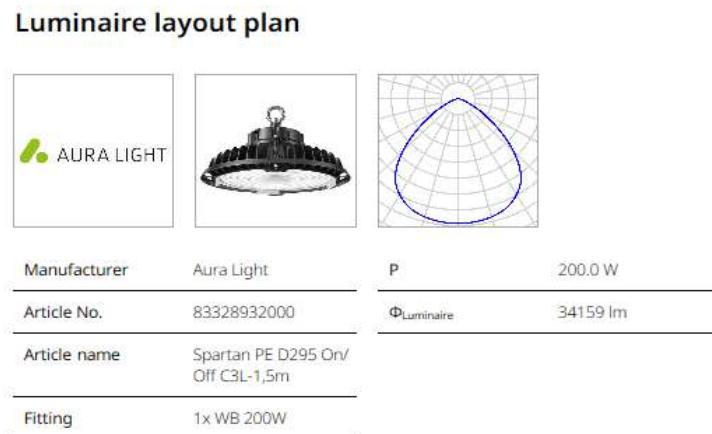 Luminaire layout plan
AURA LIGHT
Manufacturer Aura Light
Article No. 83328932000
Article name Spartan PE D295 On/
Off C3L-1,5m
Fitting 1x WB 200W
P 200.0 W
ΦLuminaire 34159 lm